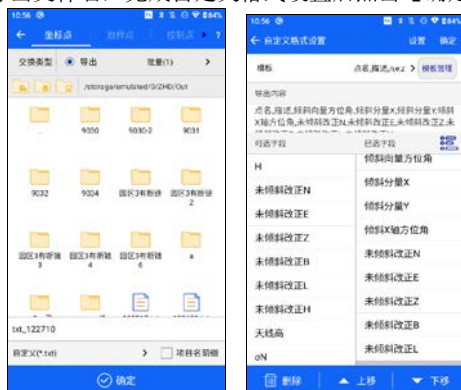 10:56
84%
坐标点
放样点
控制点
交换类型
导出
批量(1)
/storage/emulated/0/ZHD/Out
..
9030
9030-2
9031
9032
9034
园区3有断链
园区3有断链
2
园区3有断链
3
园区3有断链
4
园区3有断链
6
txt_122710
自定义(*.txt)
项目名前缀
确定
10:56
84%
自定义格式设置
设置
确定
模板
点名,描述,n,e,z
模板管理
导出内容
点名,描述,倾斜向量方位角,倾斜分量X,倾斜分量Y,倾斜
X轴方位角,未倾斜改正N,未倾斜改正E,未倾斜改正Z,未
可选字段
已选字段
H
未倾斜改正N
未倾斜改正E
未倾斜改正Z
未倾斜改正B
未倾斜改正L
未倾斜改正H
天线高
σN
倾斜向量方位角
倾斜分量X
倾斜分量Y
倾斜X轴方位角
未倾斜改正N
未倾斜改正E
未倾斜改正Z
未倾斜改正B
未倾斜改正L
删除
上移
下移